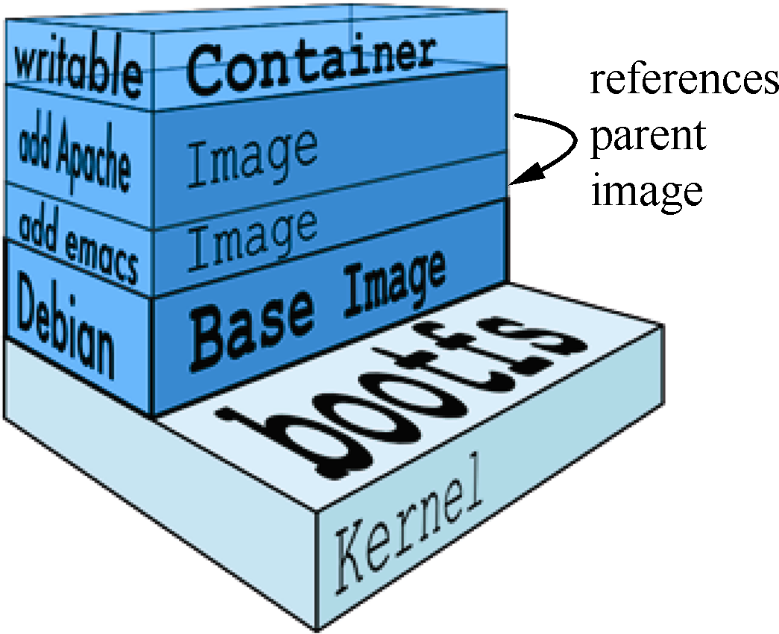 writable Container
add Apache Image
add emacs Image
Debian Base Image
bootfs
Kernel
references
parent
image